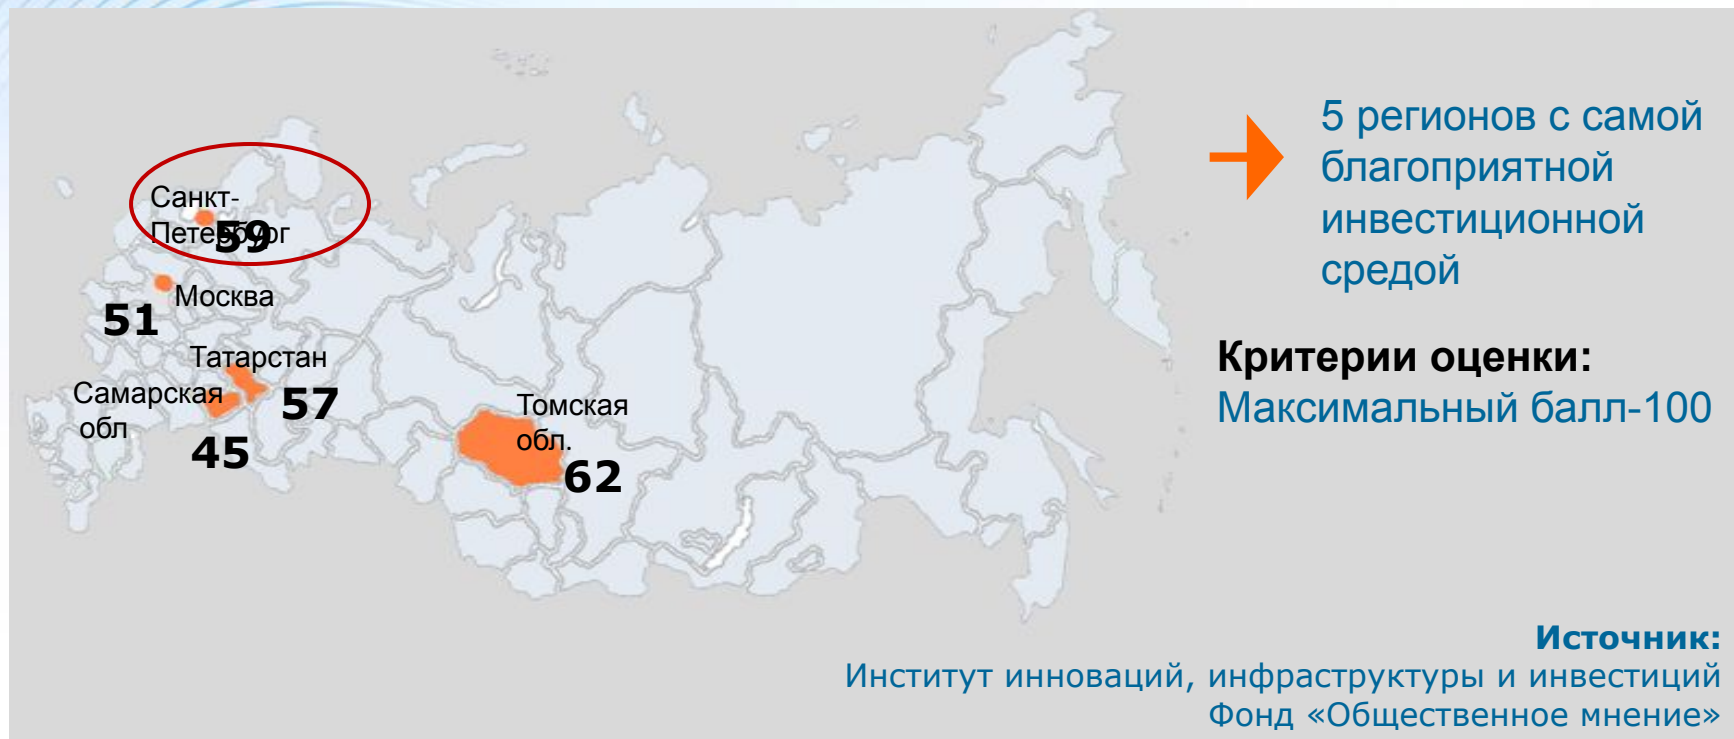 Санкт-
Петербург
59
Москва
51
Татарстан
57
Самарская
обл
45
Томская
обл.
62
5 регионов с самой
благоприятной
инвестиционной
средой
Критерии оценки:
Максимальный балл-100
Источник:
Институт инноваций, инфраструктуры и инвестиций
Фонд «Общественное мнение»